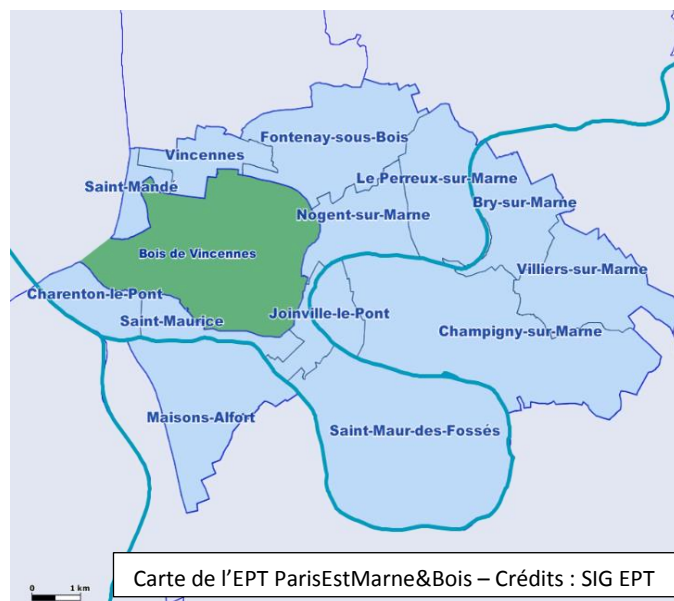 Fontenay-sous-Bois
Vincennes
Le Perreux-sur-Marne
Saint-Mande
Bry-sur-Marne
Nogent-sur-Marne
Bois de Vincennes
Villiers-sur-Marne
Charenton-le-Pont
Joinville-le-Pont
Saint-Maurice
Champigny-sur-Marne
Maisons-Alfort
Saint-Maur-des-Fossés
0 1 km
Carte de l’EPT ParisEstMarne&Bois – Crédits : SIG EPT